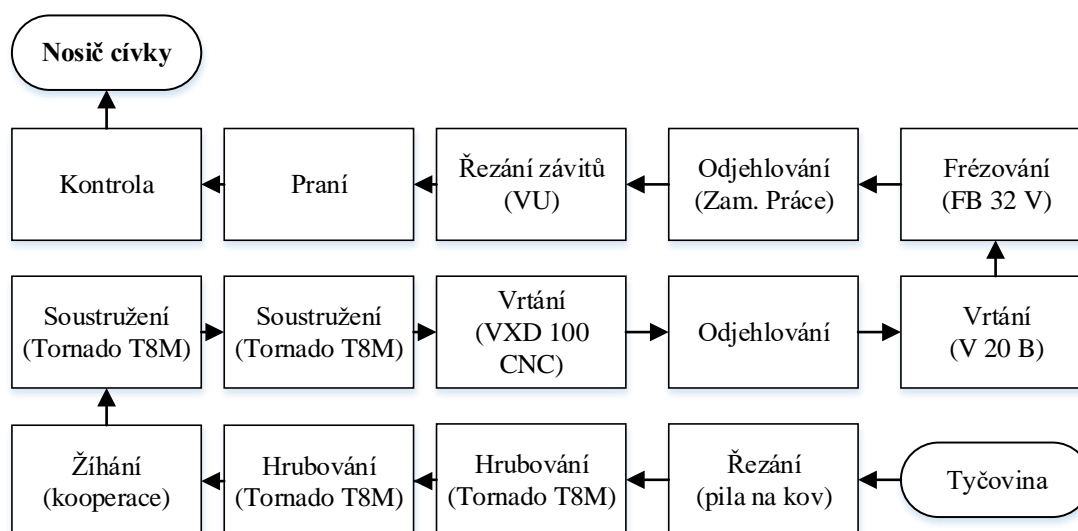 Nosič cívky
Kontrola
Praní
Řezání závitů
(VU)
Odjehlování
(Zam. Práce)
Frézování
(FB 32 V)
Soustružení
(Tornado T8M)
Soustružení
(Tornado T8M)
Vrtání
(VXD 100
CNC)
Odjehlování
Vrtání
(V 20 B)
Žíhání
(kooperace)
Hrubování
(Tornado T8M)
Hrubování
(Tornado T8M)
Řezání
(pila na kov)
Tyčovina